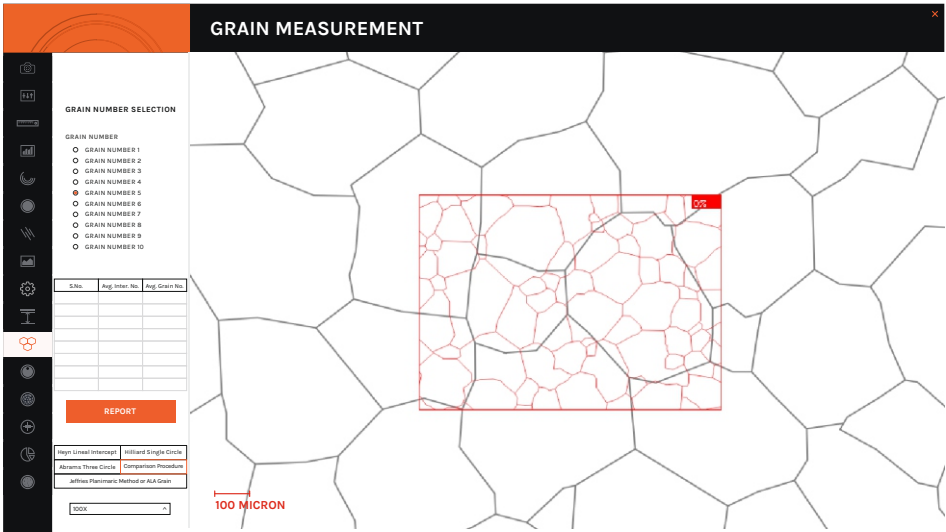 GRAIN MEASUREMENT
×
GRAIN NUMBER SELECTION
GRAIN NUMBER
GRAIN NUMBER 1
GRAIN NUMBER 2
GRAIN NUMBER 3
GRAIN NUMBER 4
GRAIN NUMBER 5
GRAIN NUMBER 6
GRAIN NUMBER 7
GRAIN NUMBER 8
GRAIN NUMBER 9
GRAIN NUMBER 10
0%
S.No. Avg. Inter. No. Avg. Grain No.
REPORT
Heyn Lineal Intercept Hilliard Single Circle
Abrams Three Circle Comparison Procedure
Jeffries Planimaric Method or ALA Grain
100X
100 MICRON